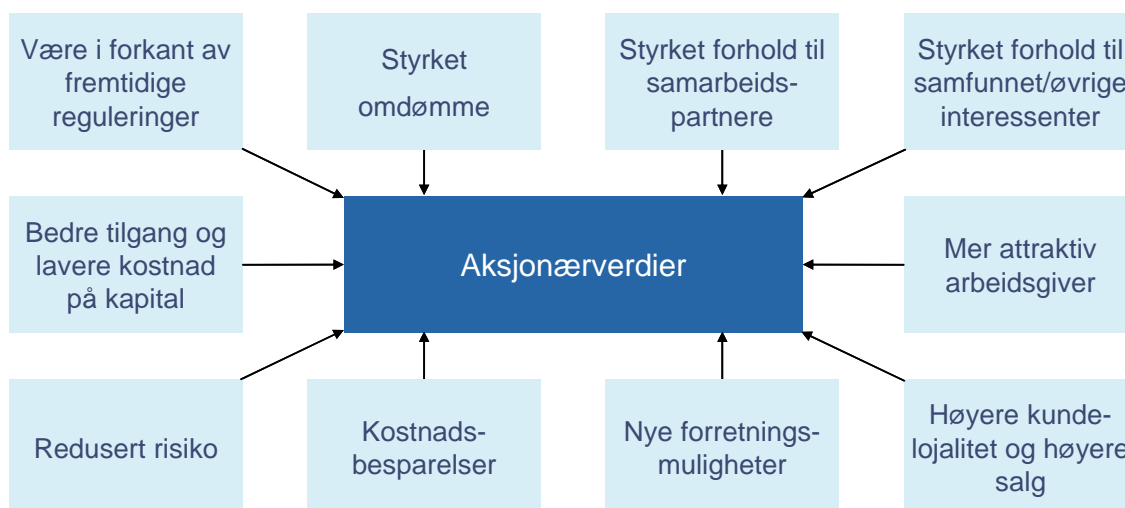 Være i forkant av
fremtidige
reguleringer
Styrket
omdømme
Styrket forhold til
samarbeids-
partnere
Styrket forhold til
samfunnet/øvrige
interessenter
Bedre tilgang og
lavere kostnad
på kapital
Aksjonærverdier
Mer attraktiv
arbeidsgiver
Redusert risiko
Kostnads-
besparelser
Nye forretnings-
muligheter
Høyere kunde-
lojalitet og høyere
salg